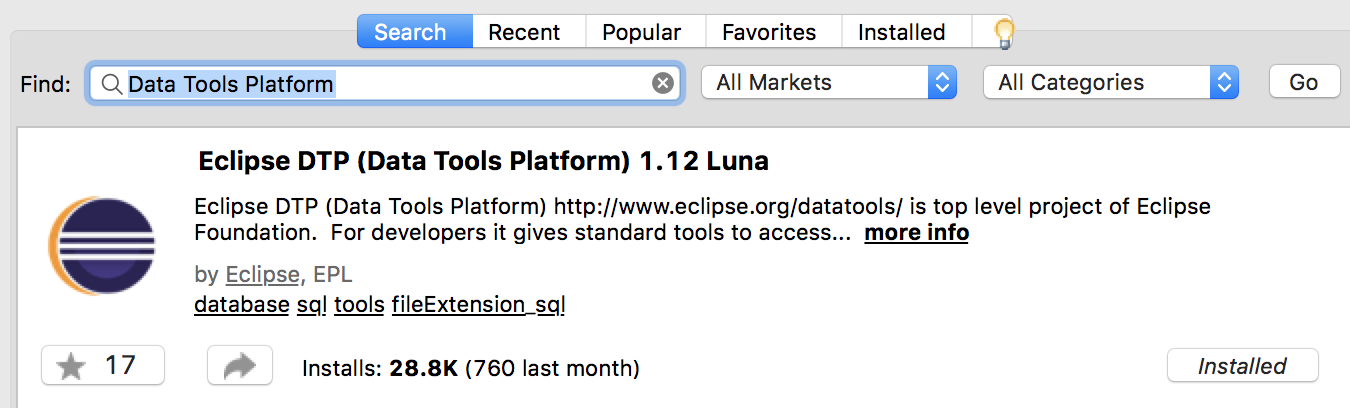 Search Recent Popular Favorites Installed
Find: Data Tools Platform All Markets All Categories Go
Eclipse DTP (Data Tools Platform) 1.12 Luna
Eclipse DTP (Data Tools Platform) http://www.eclipse.org/datatools/ is top level project of Eclipse
Foundation.  For developers it gives standard tools to access... more info
by Eclipse, EPL
database sql tools fileExtension_sql
17 Installs: 28.8K (760 last month) Installed